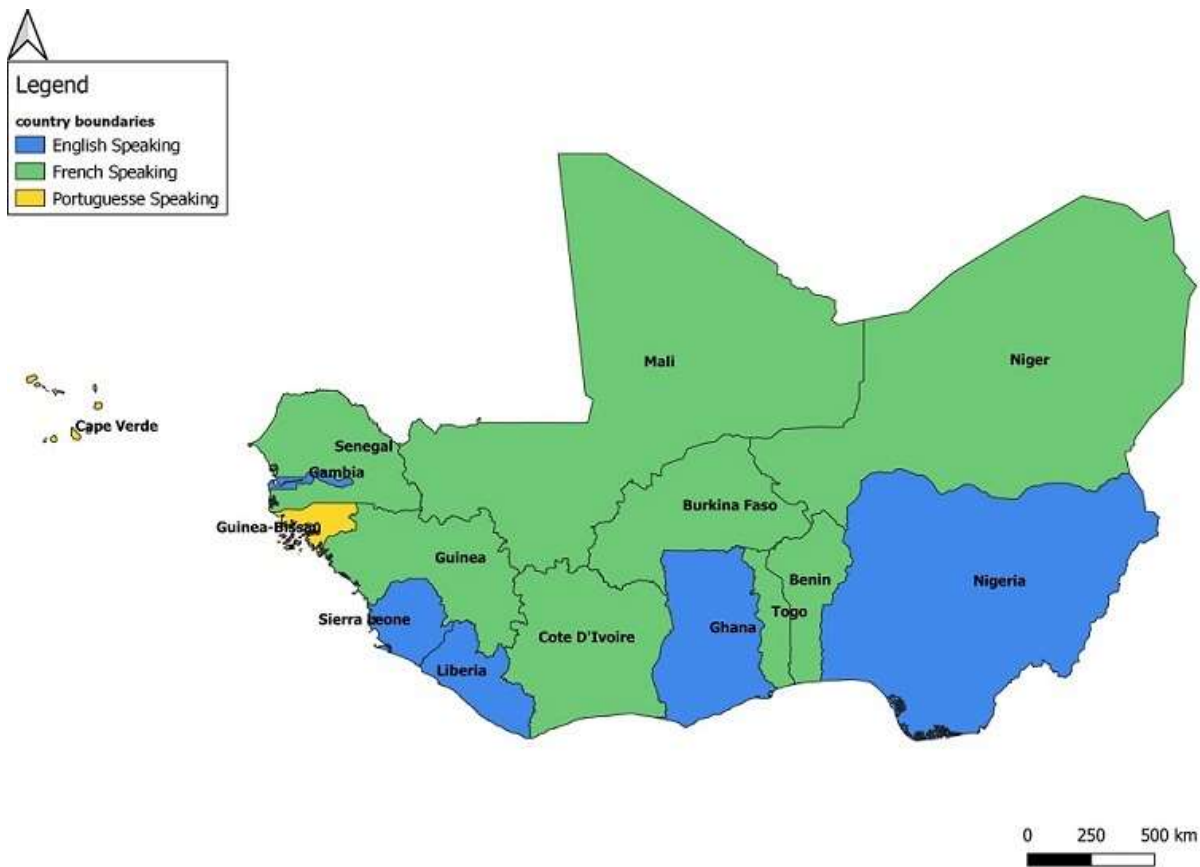 Legend
country boundaries
English Speaking
French Speaking
Portuguesse Speaking
Mali
Niger
Cape Verde
Senegal
Gambia
Burkina Faso
Guinea-Bissau
Guinea
Benin
Nigeria
Togo
Sierra Leone
Ghana
Cote D'Ivoire
Liberia
0 250 500 km